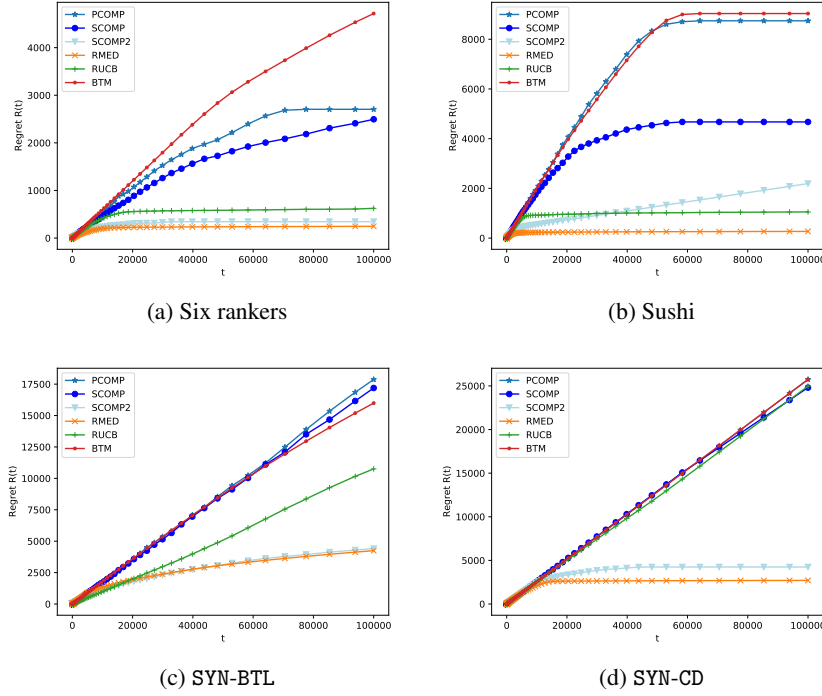 PCOMP
SCOMP
SCOMP2
RMED
RUCB
BTM
Regret R(t)
4000
3000
2000
1000
0
0 20000 40000 60000 80000 100000
t
(a) Six rankers
PCOMP
SCOMP
SCOMP2
RMED
RUCB
BTM
Regret R(t)
8000
6000
4000
2000
0
0 20000 40000 60000 80000 100000
t
(b) Sushi
PCOMP
SCOMP
SCOMP2
RMED
RUCB
BTM
Regret R(t)
17500
15000
12500
10000
7500
5000
2500
0
0 20000 40000 60000 80000 100000
t
(c) SYN-BTL
PCOMP
SCOMP
SCOMP2
RMED
RUCB
BTM
Regret R(t)
25000
20000
15000
10000
5000
0
0 20000 40000 60000 80000 100000
t
(d) SYN-CD